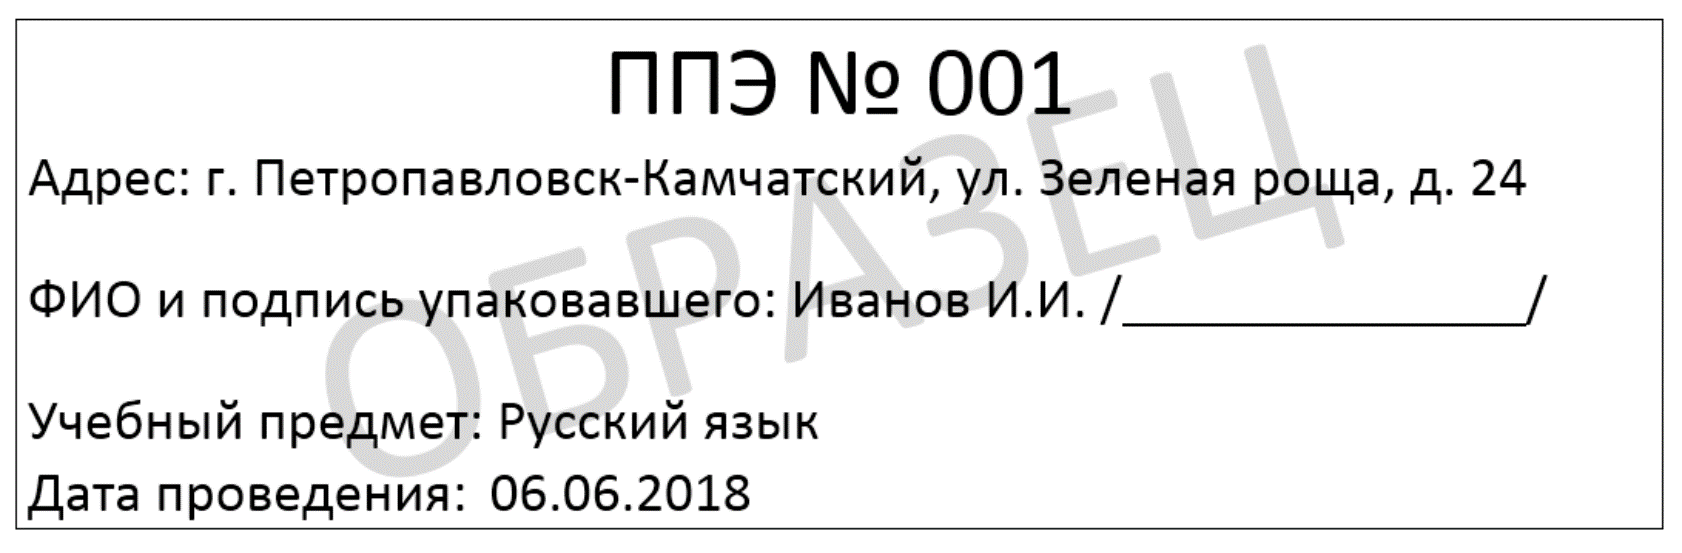 ППЭ № 001
Адрес: г. Петропавловск-Камчатский, ул. Зеленая роща, д. 24
ФИО и подпись упаковавшего: Иванов И.И. /________________/
Учебный предмет: Русский язык
Дата проведения: 06.06.2018
ОБРАЗЕЦ